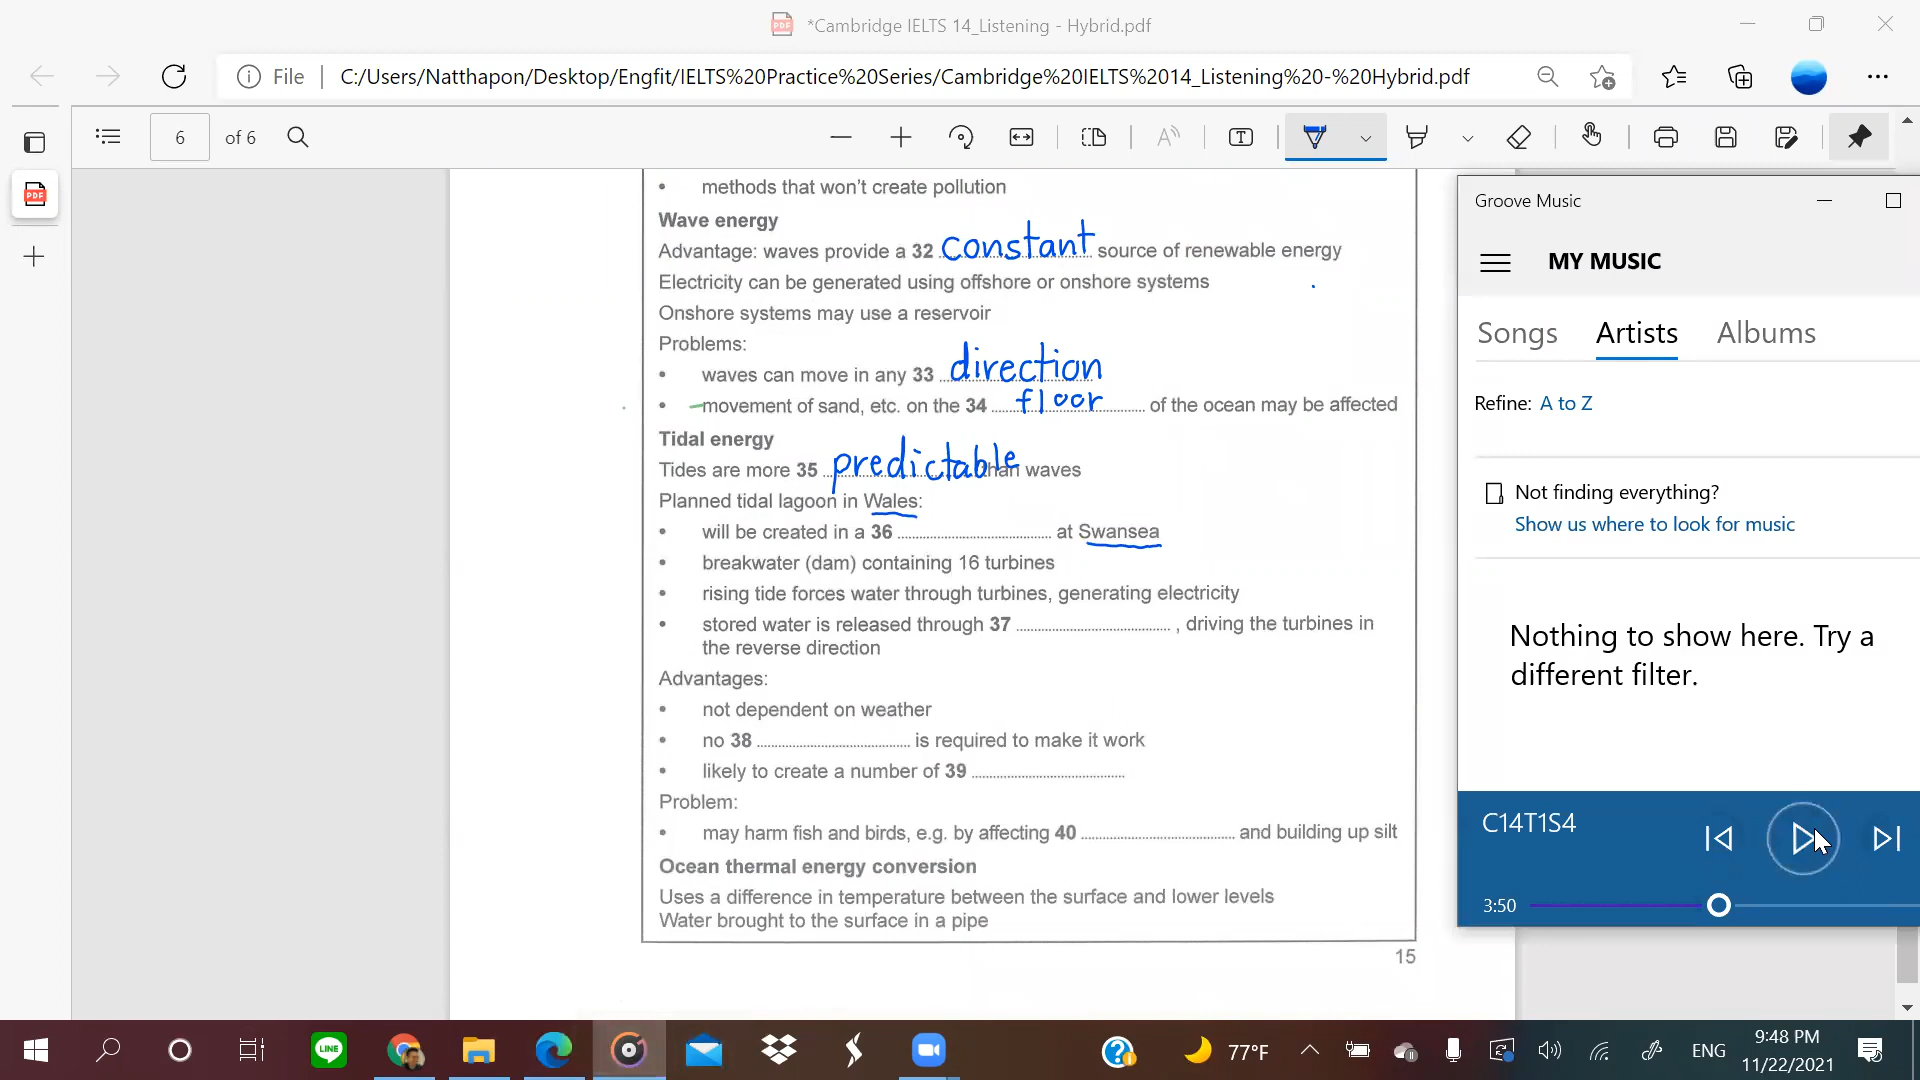 *Cambridge IELTS 14_Listening - Hybrid.pdf
File C:/Users/Natthapon/Desktop/Engfit/IELTS%20Practice%20Series/Cambridge%20IELTS%2014_Listening%20-%20Hybrid.pdf
6 of 6
• methods that won't create pollution
Wave energy
Advantage: waves provide a 32 constant source of renewable energy
Electricity can be generated using offshore or onshore systems
Onshore systems may use a reservoir
Problems:
• waves can move in any 33 direction
• movement of sand, etc. on the 34 floor of the ocean may be affected
Tidal energy
Tides are more 35 predictable than waves
Planned tidal lagoon in Wales:
• will be created in a 36 .................................... at Swansea
• breakwater (dam) containing 16 turbines
• rising tide forces water through turbines, generating electricity
• stored water is released through 37 .................................... , driving the turbines in
the reverse direction
Advantages:
• not dependent on weather
• no 38 .................................... is required to make it work
• likely to create a number of 39 ....................................
Problem:
• may harm fish and birds, e.g. by affecting 40 .................................... and building up silt
Ocean thermal energy conversion
Uses a difference in temperature between the surface and lower levels
Water brought to the surface in a pipe
15
Groove Music
MY MUSIC
Songs Artists Albums
Refine: A to Z
Not finding everything?
Show us where to look for music
Nothing to show here. Try a
different filter.
C14T1S4
3:50
LINE
77°F
ENG
9:48 PM
11/22/2021